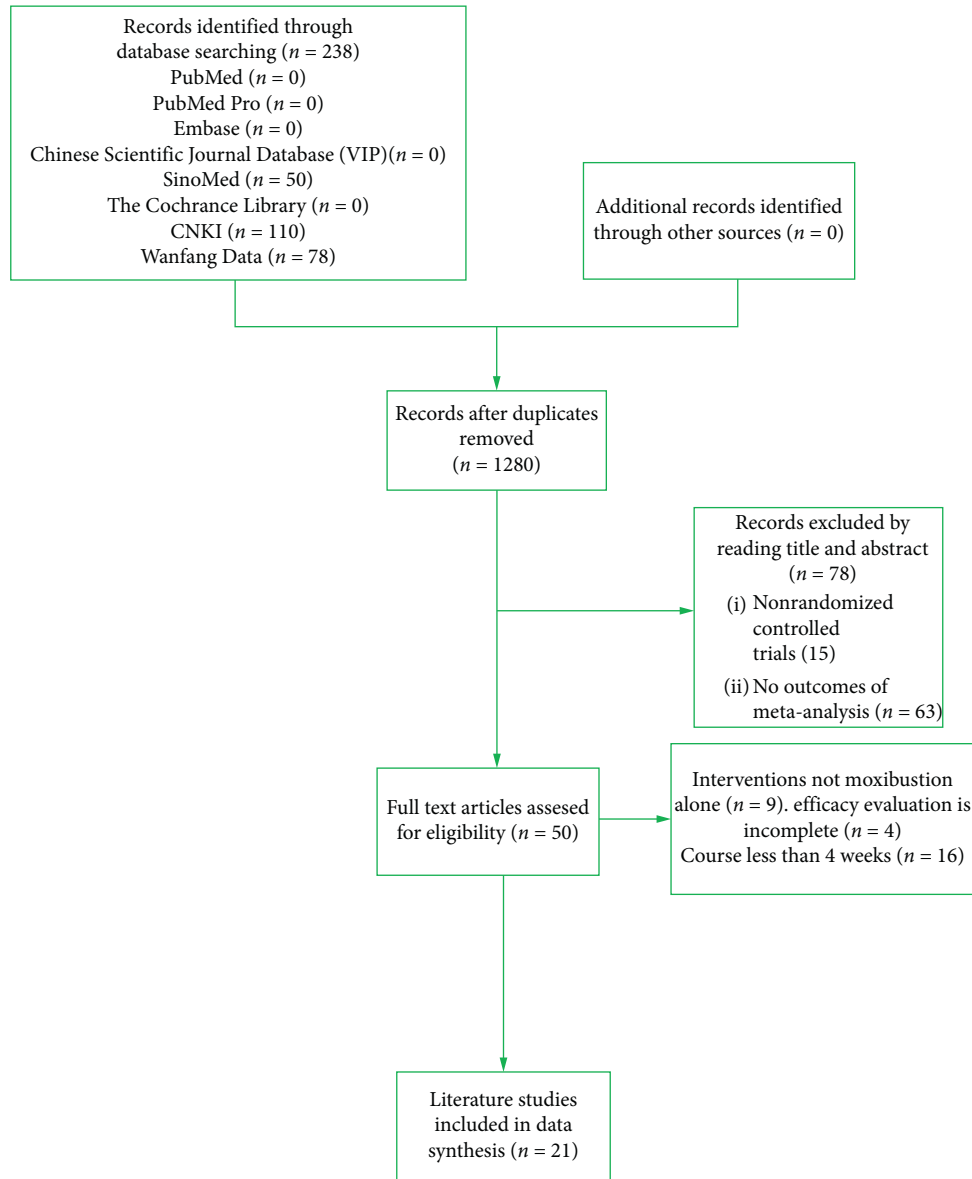 Records identified through
database searching (n = 238)
PubMed (n = 0)
PubMed Pro (n = 0)
Embase (n = 0)
Chinese Scientific Journal Database (VIP)(n = 0)
SinoMed (n = 50)
The Cochrance Library (n = 0)
CNKI (n = 110)
Wanfang Data (n = 78)
Additional records identified
through other sources (n = 0)
Records after duplicates
removed
(n = 1280)
Records excluded by
reading title and abstract
(n = 78)
(i) Nonrandomized
controlled
trials (15)
(ii) No outcomes of
meta-analysis (n = 63)
Full text articles assesed
for eligibility (n = 50)
Interventions not moxibustion
alone (n = 9). efficacy evaluation is
incomplete (n = 4)
Course less than 4 weeks (n = 16)
Literature studies
included in data
synthesis (n = 21)